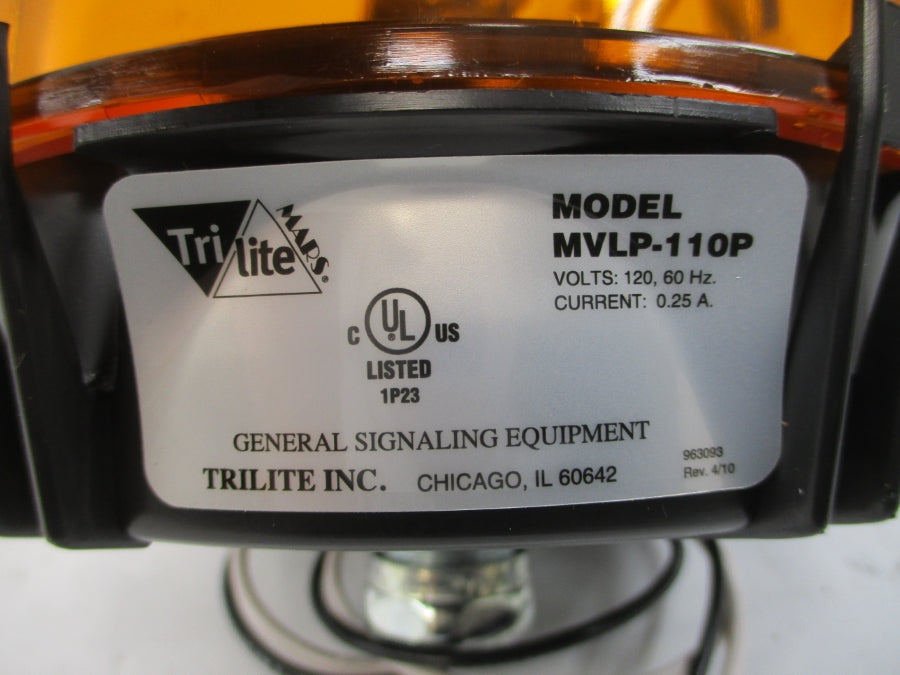 Tri lite MARS®
MODEL
MVLP-110P
VOLTS: 120, 60 Hz.
CURRENT: 0.25 A.
C UL® US
LISTED
1P23
GENERAL SIGNALING EQUIPMENT
TRILITE INC. CHICAGO, IL 60642
963093
Rev. 4/10